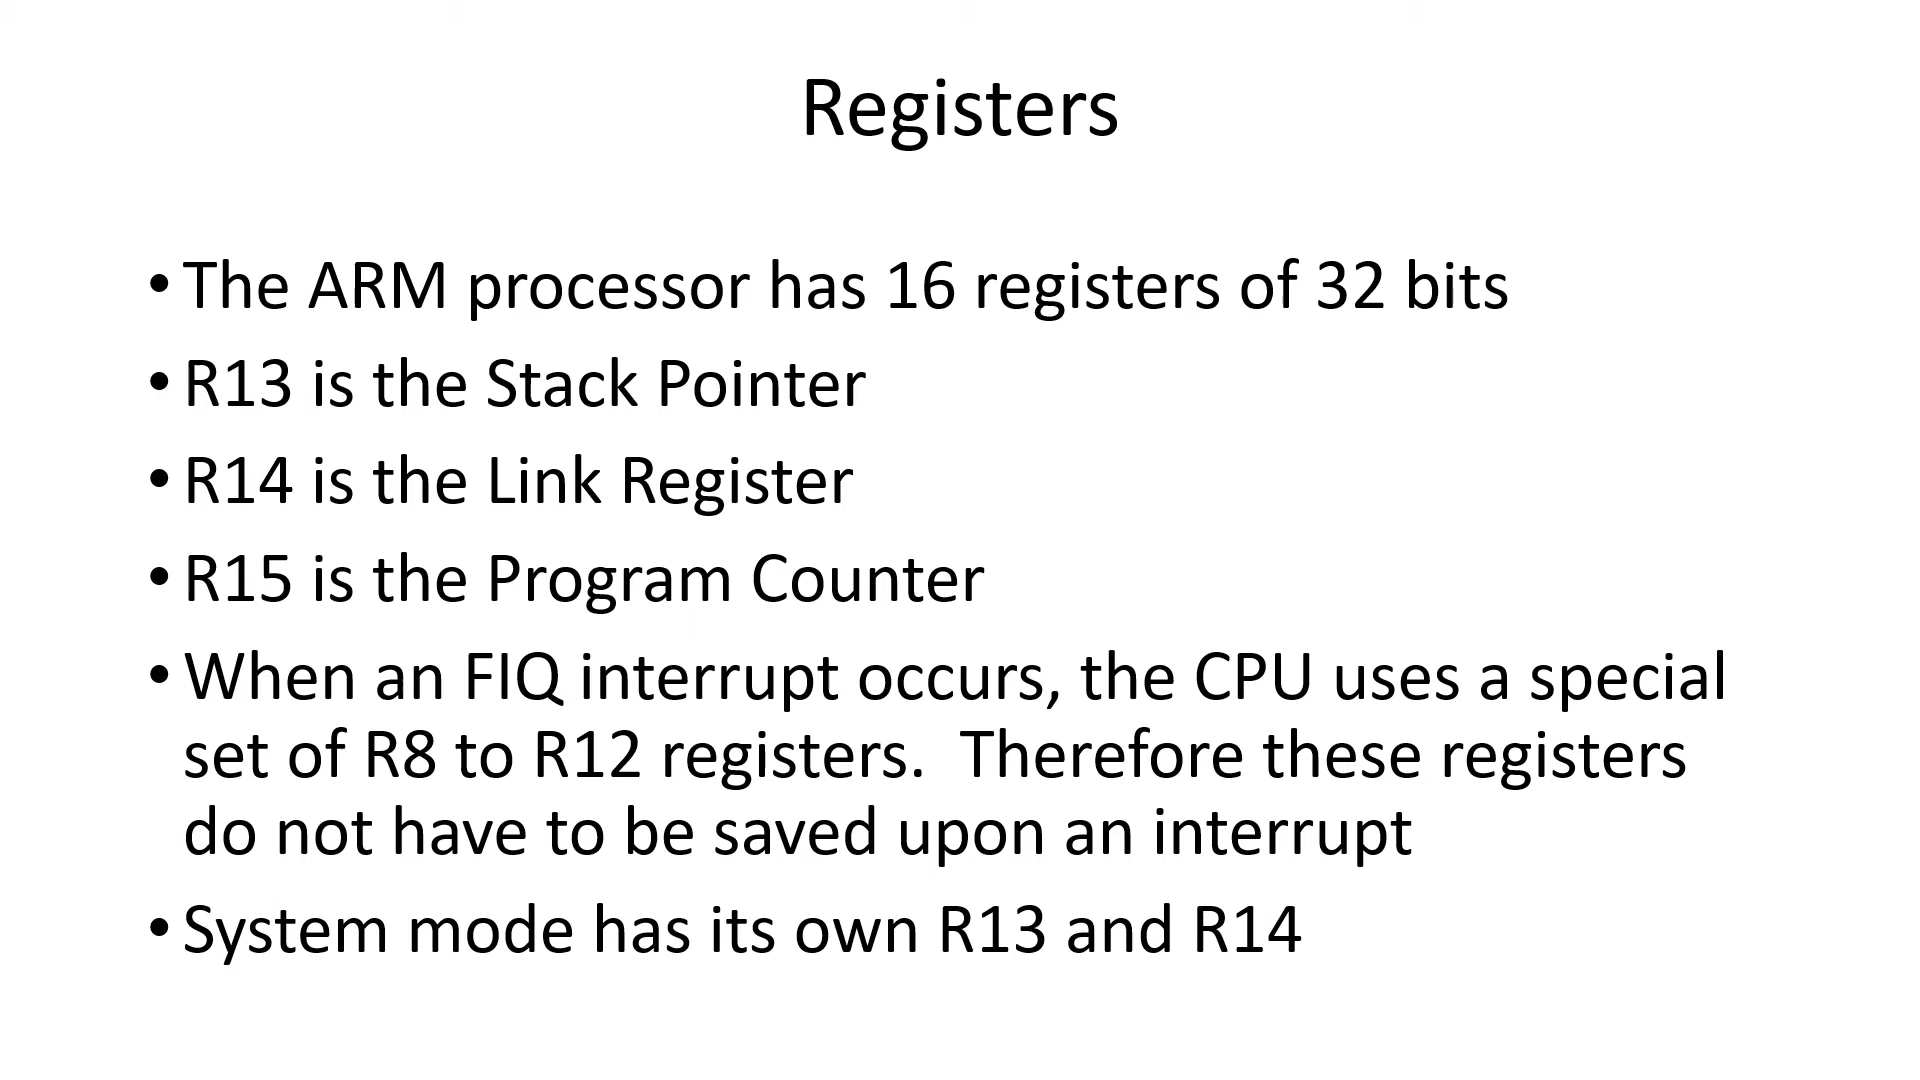 Registers
• The ARM processor has 16 registers of 32 bits
• R13 is the Stack Pointer
• R14 is the Link Register
• R15 is the Program Counter
• When an FIQ interrupt occurs, the CPU uses a special
set of R8 to R12 registers.  Therefore these registers
do not have to be saved upon an interrupt
• System mode has its own R13 and R14